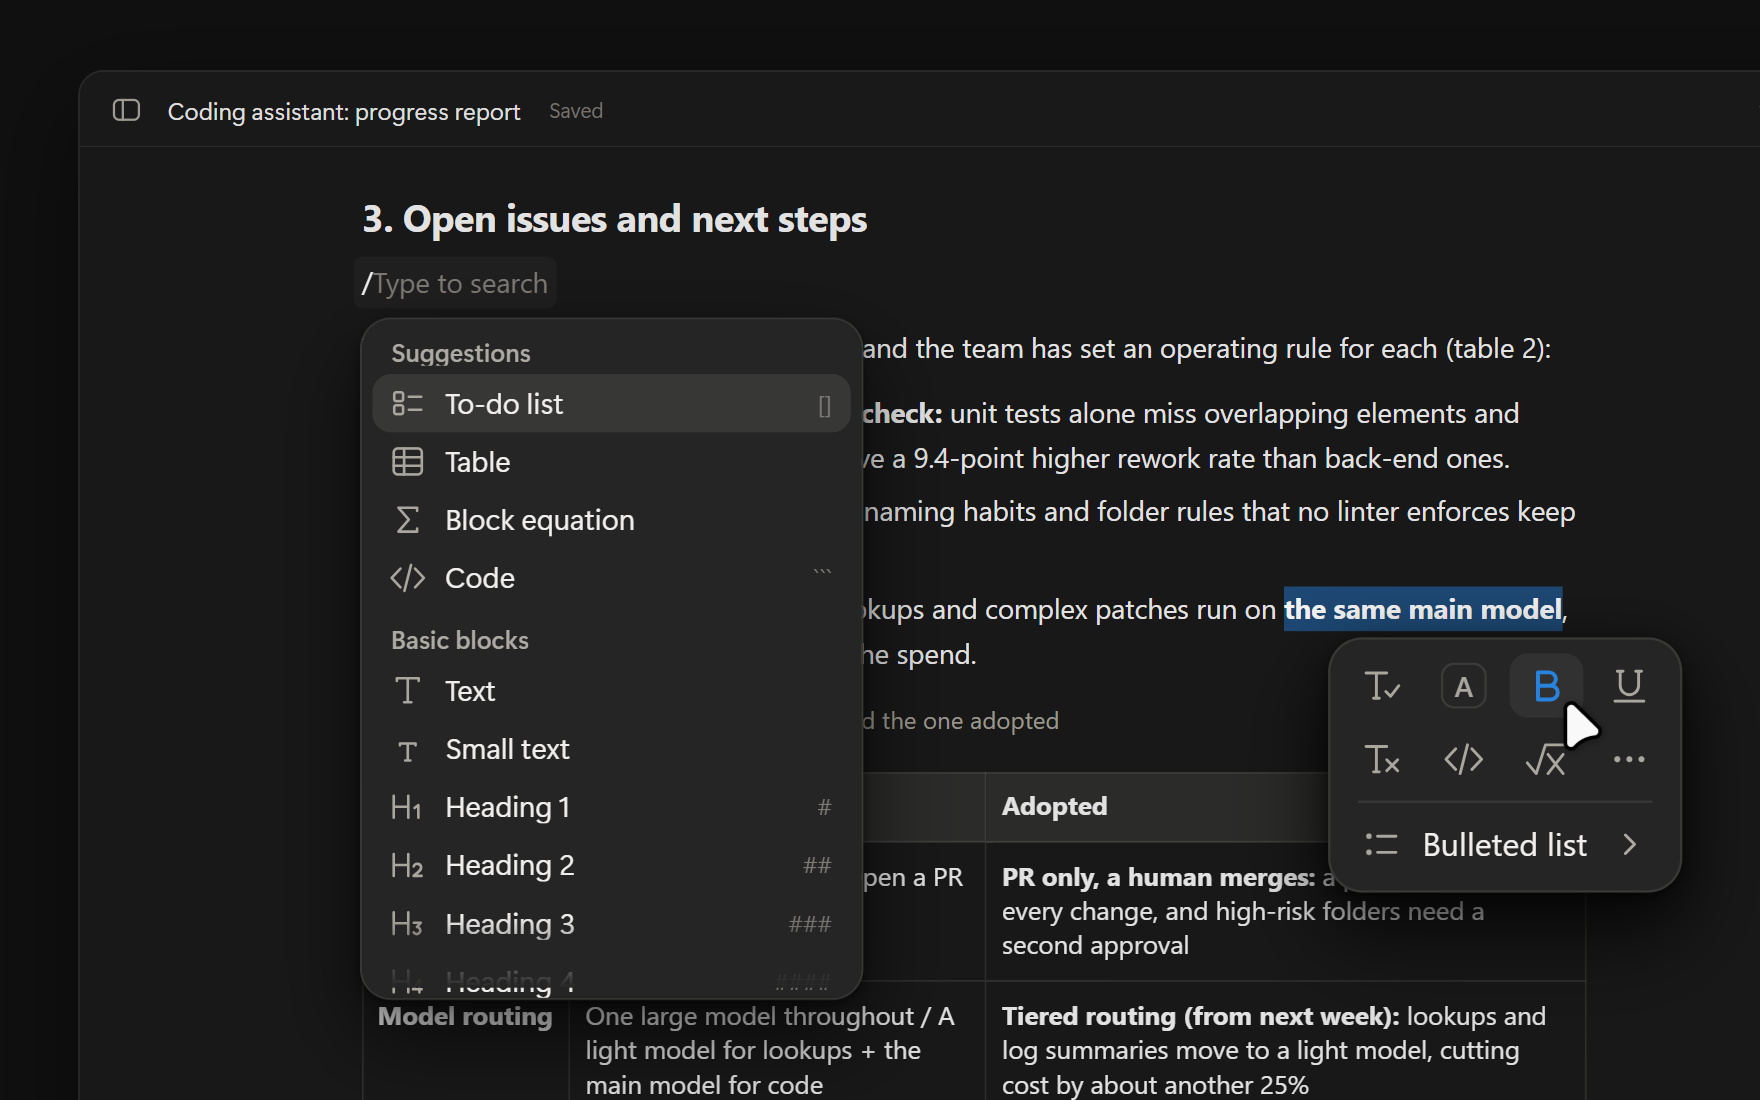 Coding assistant: progress report Saved
3. Open issues and next steps
/Type to search
Suggestions
To-do list []
Table
Block equation
Code ```
Basic blocks
Text
Small text
Heading 1 #
Heading 2 ##
Heading 3 ###
Heading 4 ####
and the team has set an operating rule for each (table 2):
check: unit tests alone miss overlapping elements and
a 9.4-point higher rework rate than back-end ones.
naming habits and folder rules that no linter enforces keep
and complex patches run on the same main model,
spend.
the one adopted
A B U
Tx </> √x ...
Bulleted list
Adopted
a PR
PR only, a human merges: a
every change, and high-risk folders need a
second approval
Model routing
One large model throughout / A
light model for lookups + the
main model for code
Tiered routing (from next week): lookups and
log summaries move to a light model, cutting
cost by about another 25%